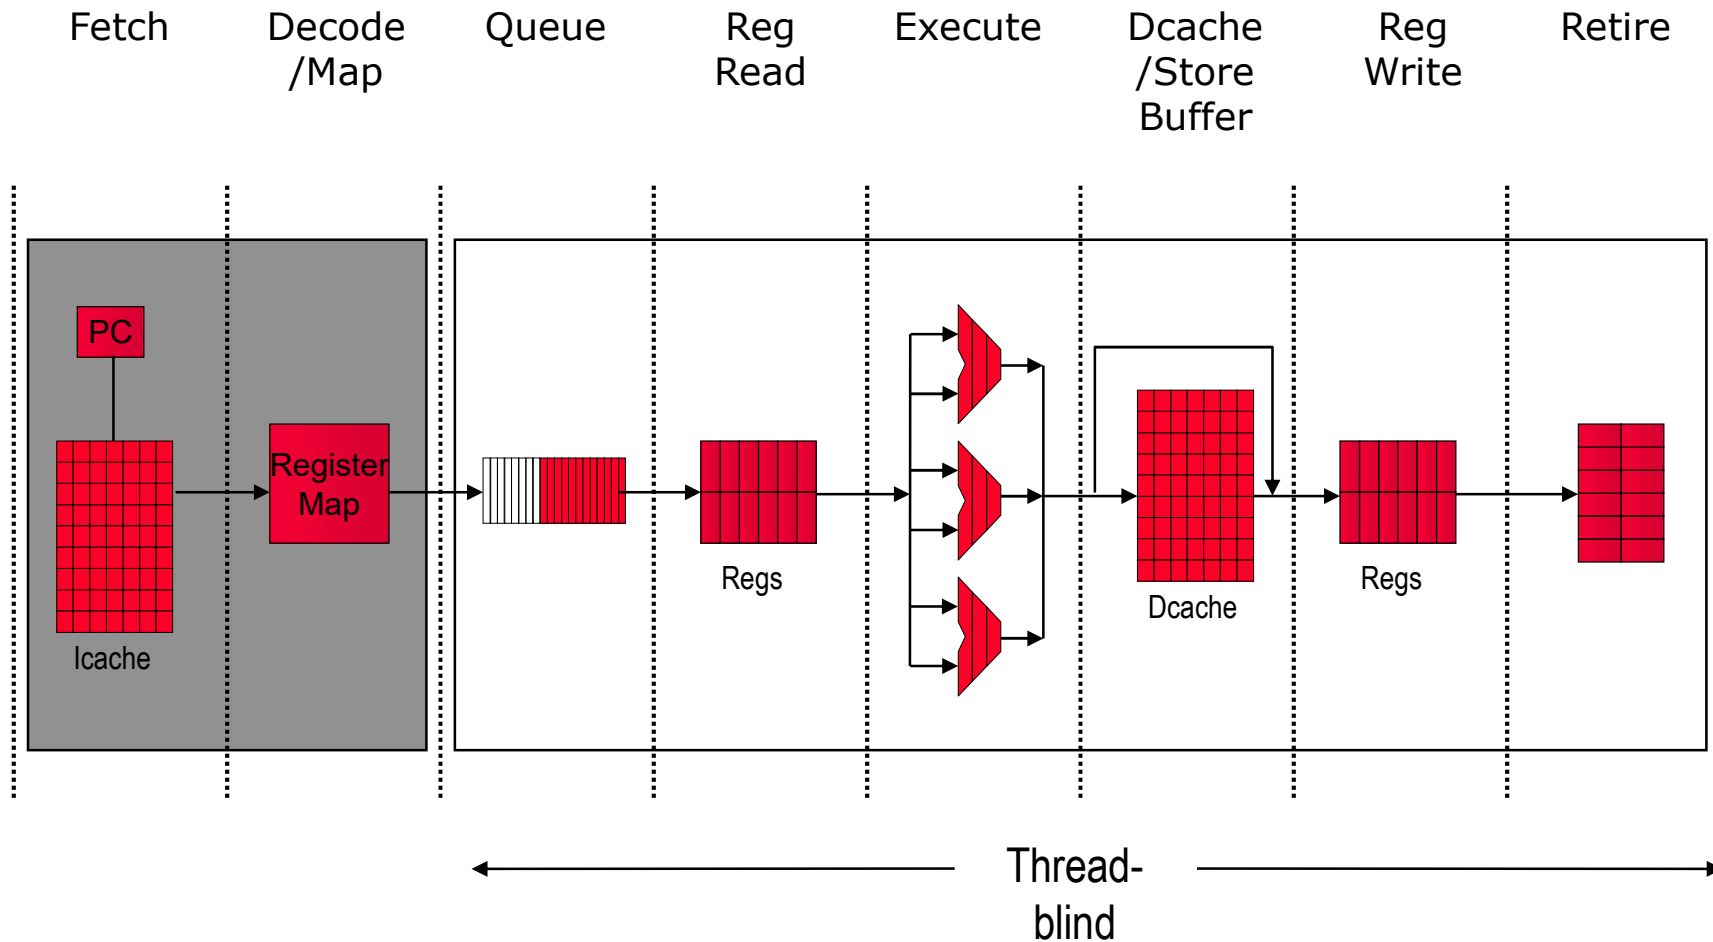 Fetch
Decode
/Map
Queue
Reg
Read
Execute
Dcache
/Store
Buffer
Reg
Write
Retire
PC
Register
Map
Icache
Regs
Dcache
Regs
Thread-
blind